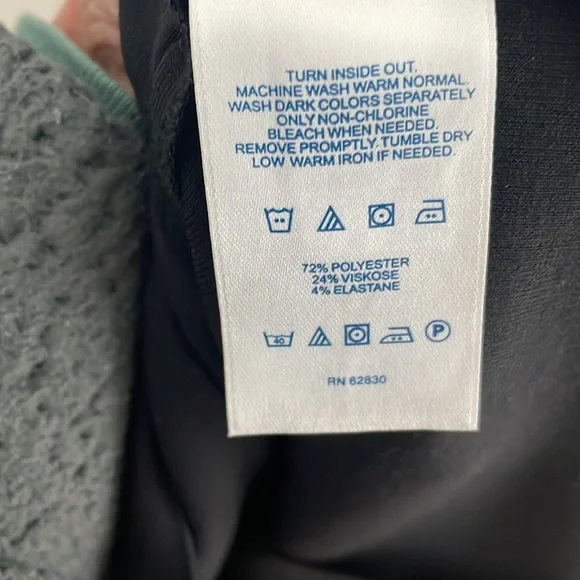 TURN INSIDE OUT.
MACHINE WASH WARM NORMAL.
WASH DARK COLORS SEPARATELY
ONLY NON-CHLORINE
BLEACH WHEN NEEDED.
REMOVE PROMPTLY. TUMBLE DRY
LOW WARM IRON IF NEEDED.
72% POLYESTER
24% VISKOSE
4% ELASTANE
40
P
RN 62830